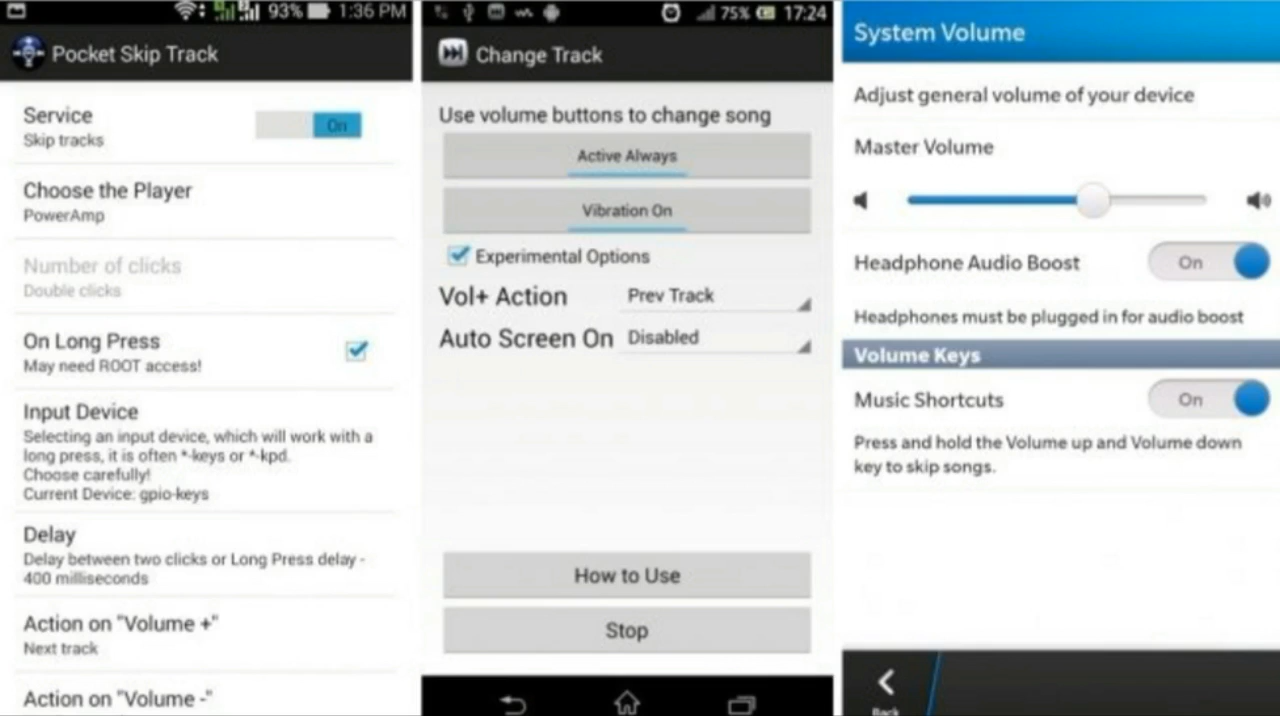 93% 1:36 PM
Pocket Skip Track
Service
Skip tracks
On
Choose the Player
PowerAmp
Number of clicks
Double clicks
On Long Press
May need ROOT access!
Input Device
Selecting an input device, which will work with a
long press, it is often *-keys or *-kpd.
Choose carefully!
Current Device: gpio-keys
Delay
Delay between two clicks or Long Press delay -
400 milliseconds
Action on "Volume +"
Next track
Action on "Volume -"
75% 17:24
Change Track
Use volume buttons to change song
Active Always
Vibration On
Experimental Options
Vol+ Action Prev Track
Auto Screen On Disabled
How to Use
Stop
System Volume
Adjust general volume of your device
Master Volume
Headphone Audio Boost On
Headphones must be plugged in for audio boost
Volume Keys
Music Shortcuts On
Press and hold the Volume up and Volume down
key to skip songs.
Back